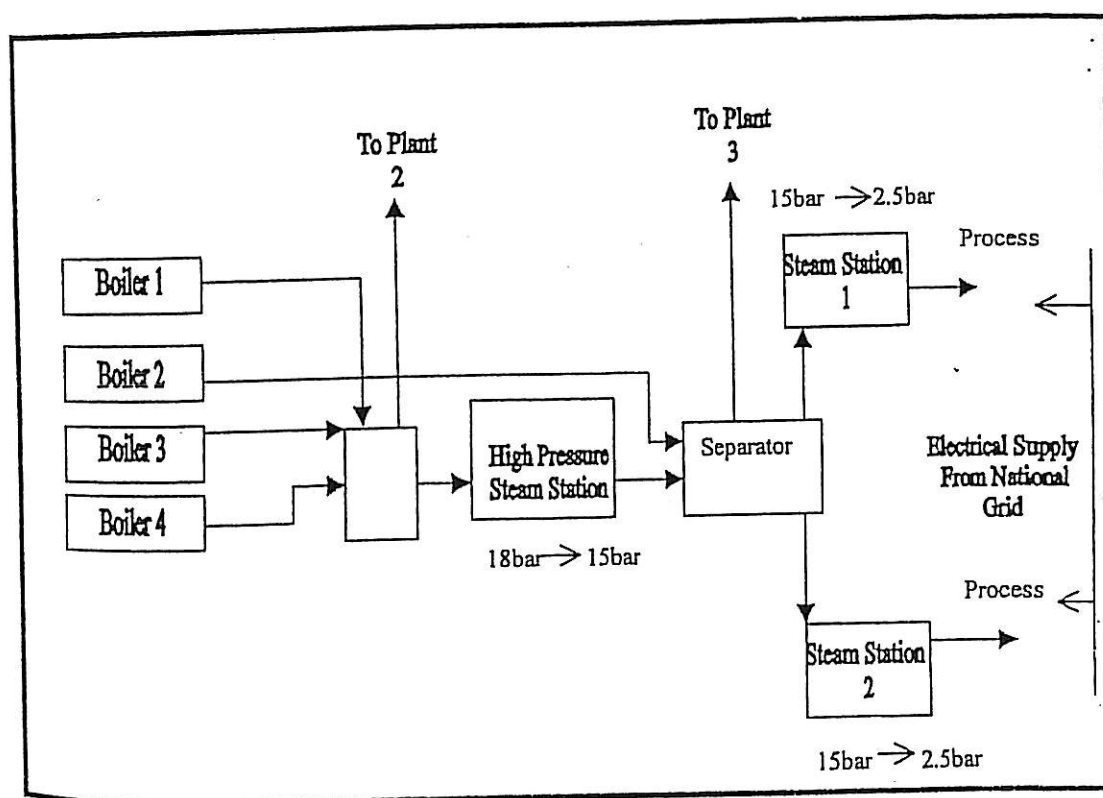 To Plant
2
To Plant
3
15bar → 2.5bar
Process
Steam Station
1
Boiler 1
Boiler 2
Boiler 3
Boiler 4
High Pressure
Steam Station
18bar → 15bar
Separator
Electrical Supply
From National
Grid
Process
Steam Station
2
15bar → 2.5bar